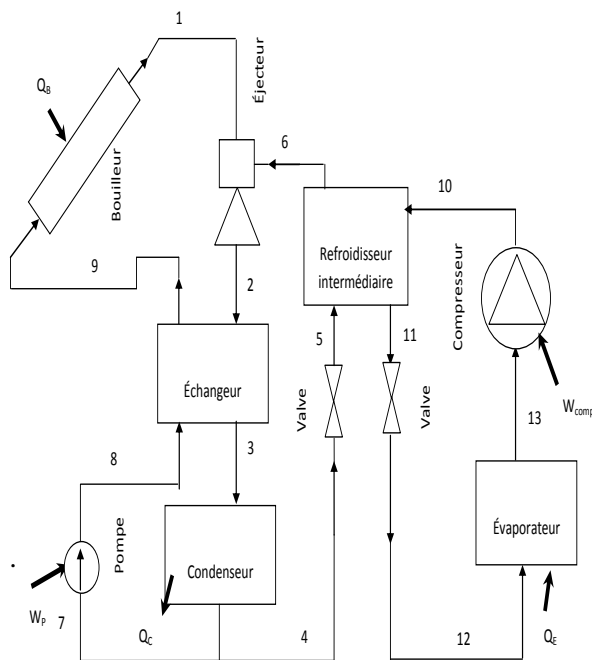 1
Éjecteur
Q_B
Bouilleur
6
10
Refroidisseur
intermédiaire
Compresseur
9
2
5
11
Échangeur
Valve
Valve
W_comp
13
3
8
Évaporateur
Pompe
Condenseur
W_P
7
Q_C
4
12
Q_E